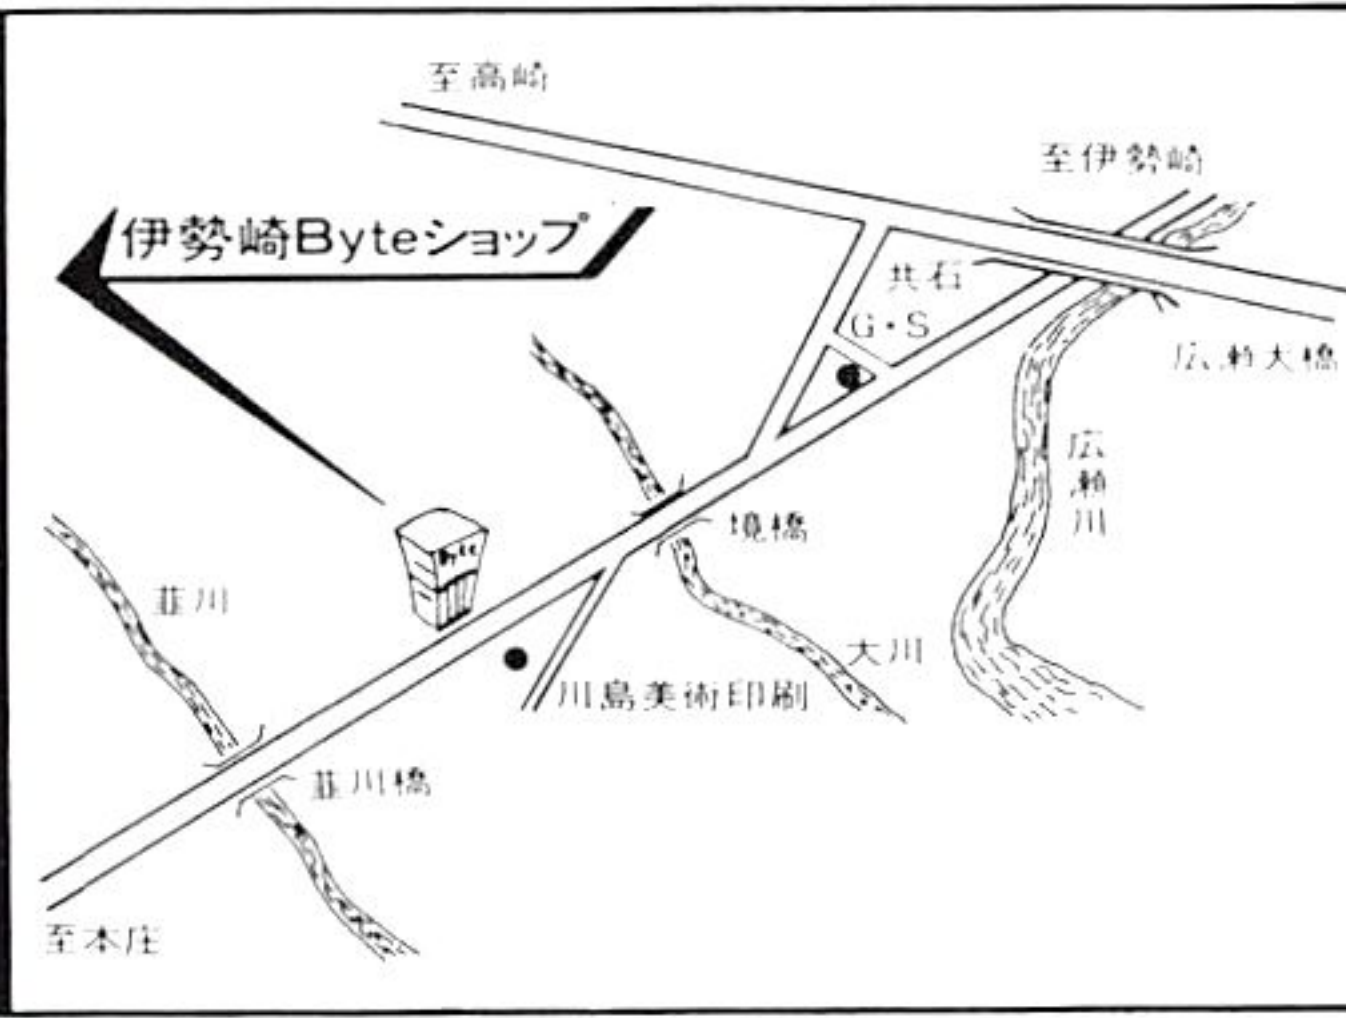 至高崎
至伊勢崎
伊勢崎Byteショップ
共石
G・S
広瀬大橋
広瀬川
Byte
境橋
韮川
大川
川島美術印刷
韮川橋
至本庄